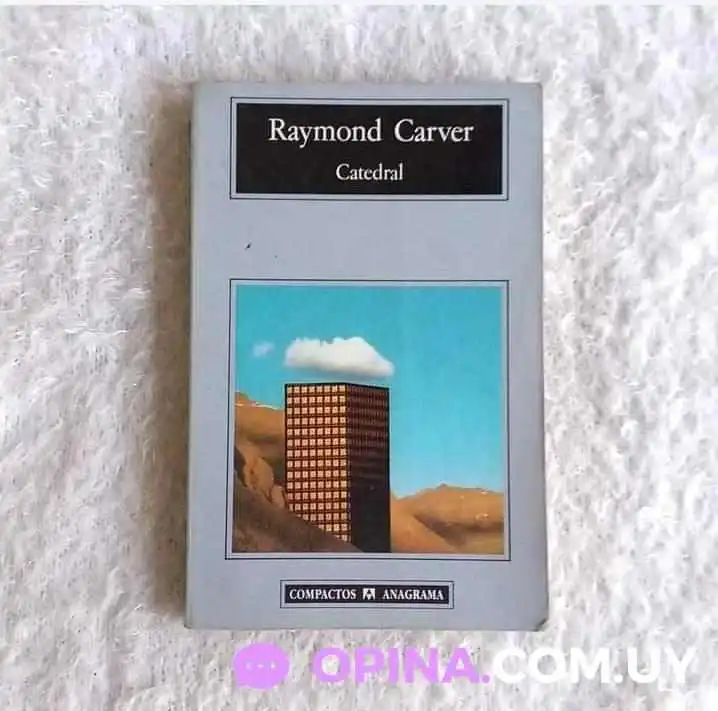 Raymond Carver
Catedral
COMPACTOS ANAGRAMA
OPINA.COM.UY